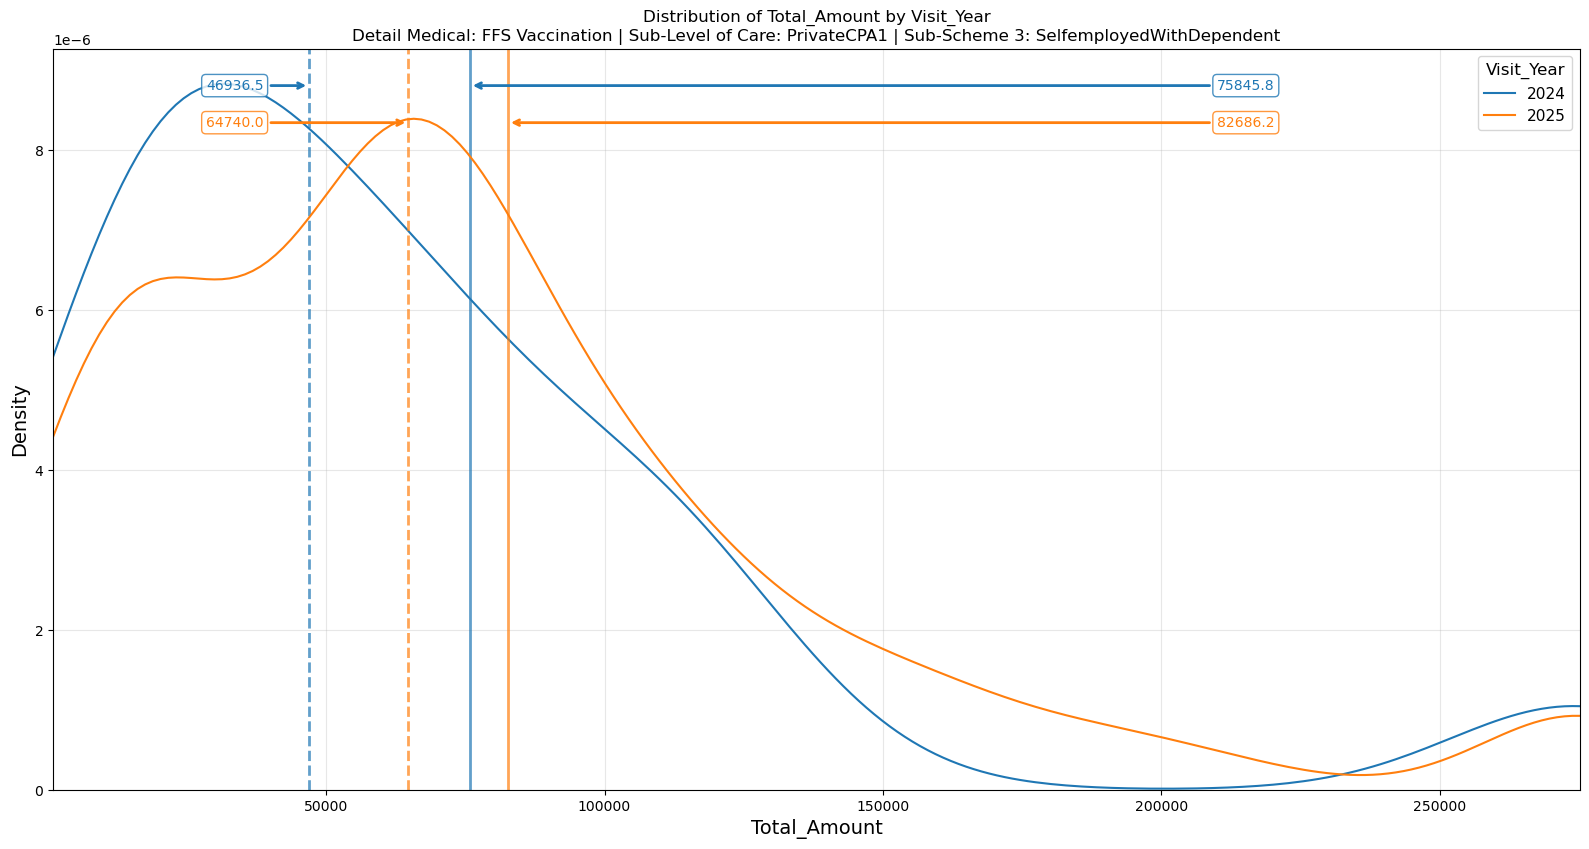 Distribution of Total_Amount by Visit_Year
Detail Medical: FFS Vaccination | Sub-Level of Care: PrivateCPA1 | Sub-Scheme 3: SelfemployedWithDependent
1e−6
Visit_Year
2024
2025
46936.5
75845.8
64740.0
82686.2
8
6
4
2
0
Density
50000
100000
150000
200000
250000
Total_Amount